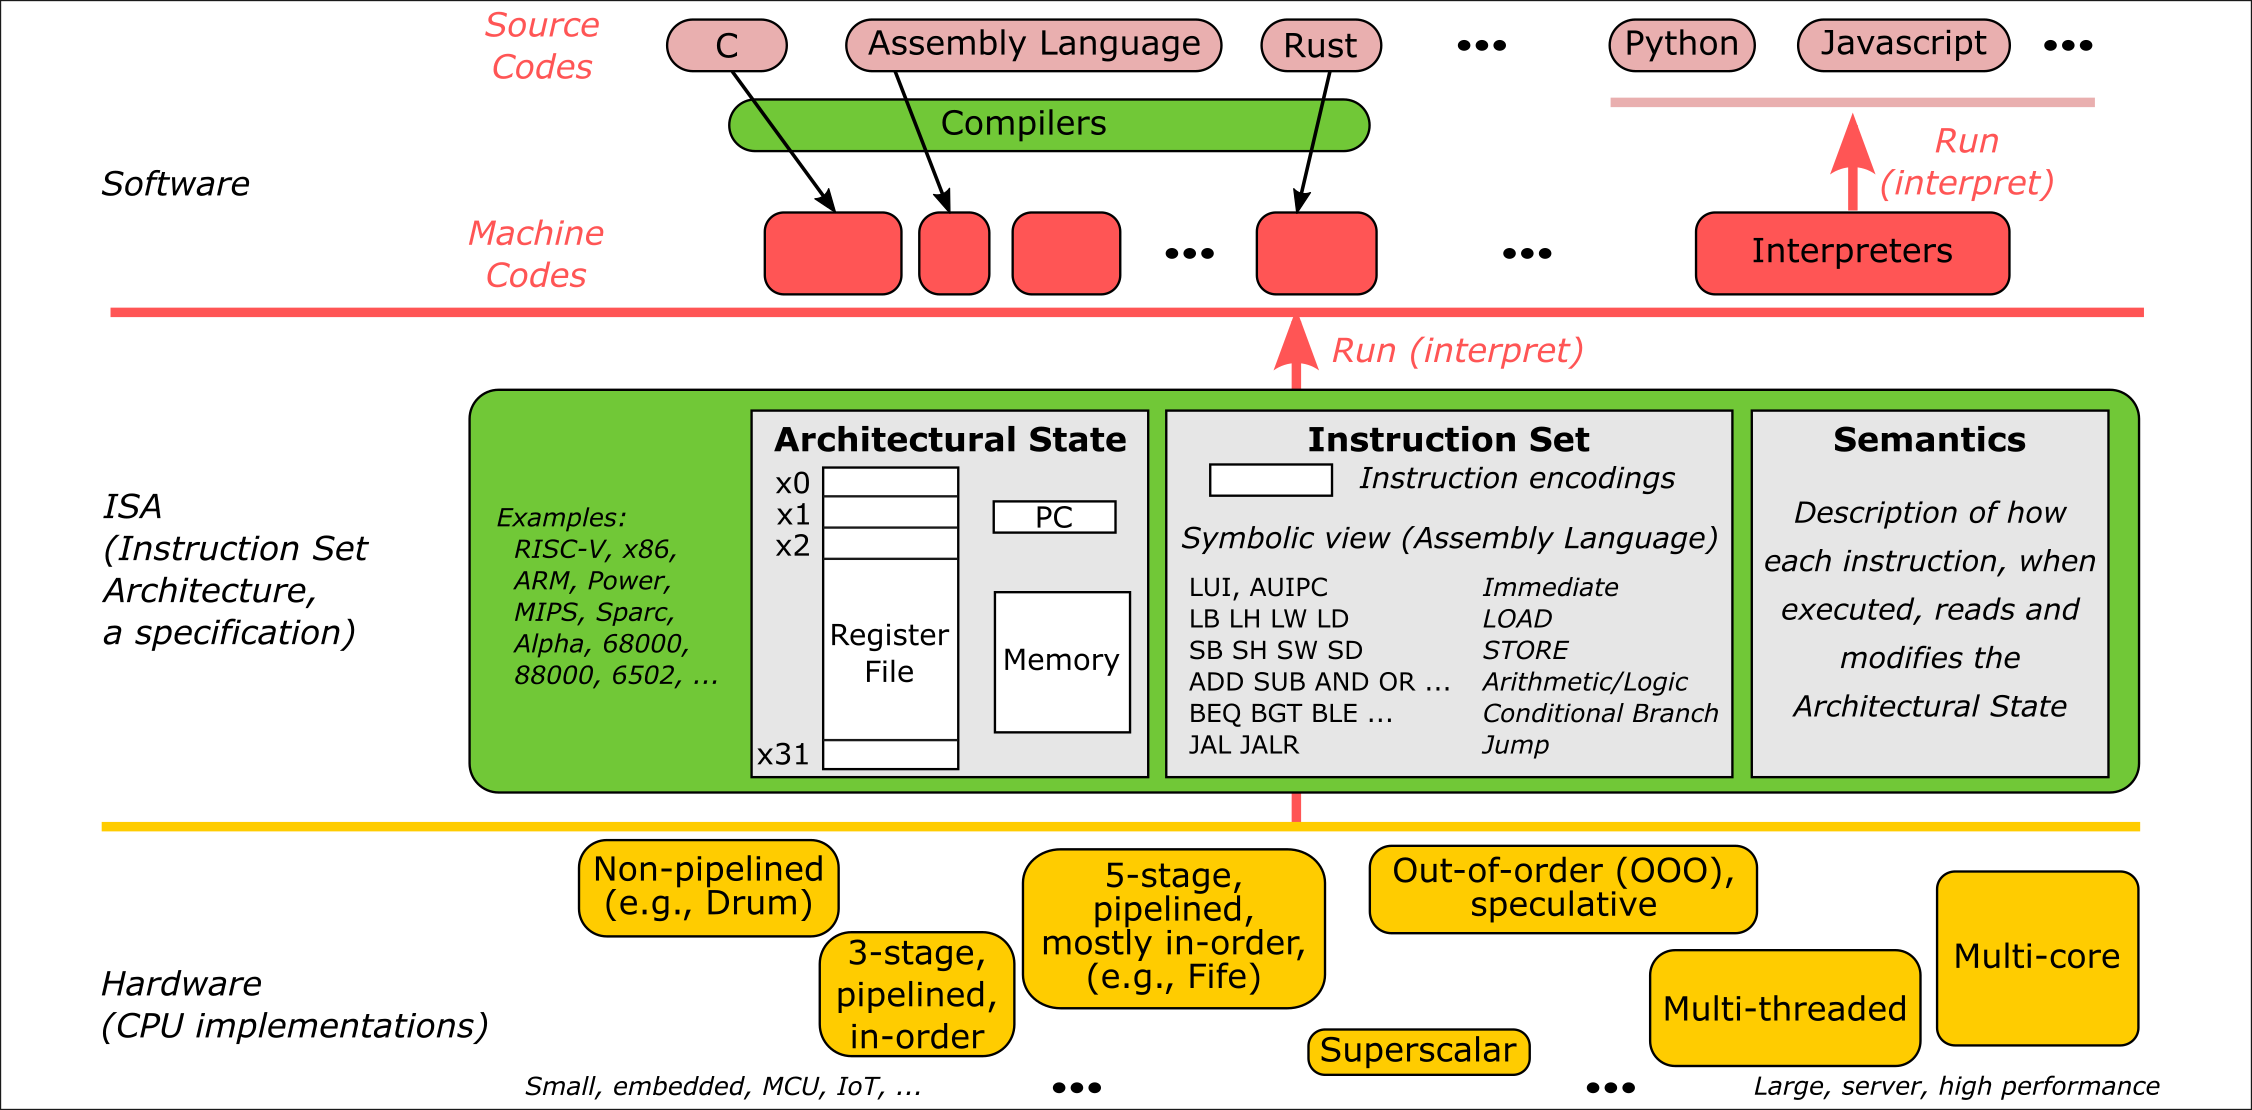 Source
Codes
C
Assembly Language
Rust
•••
Python
Javascript
•••
Compilers
Run
(interpret)
Software
Machine
Codes
•••
•••
Interpreters
Run (interpret)
ISA
(Instruction Set
Architecture,
a specification)
Examples:
RISC-V, x86,
ARM, Power,
MIPS, Sparc,
Alpha, 68000,
88000, 6502, ...
Architectural State
x0
x1
x2
x31
Register
File
PC
Memory
Instruction Set
Instruction encodings
Symbolic view (Assembly Language)
LUI, AUIPC Immediate
LB LH LW LD LOAD
SB SH SW SD STORE
ADD SUB AND OR ... Arithmetic/Logic
BEQ BGT BLE ... Conditional Branch
JAL JALR Jump
Semantics
Description of how
each instruction, when
executed, reads and
modifies the
Architectural State
Hardware
(CPU implementations)
Non-pipelined
(e.g., Drum)
3-stage,
pipelined,
in-order
5-stage,
pipelined,
mostly in-order,
(e.g., Fife)
Out-of-order (OOO),
speculative
Superscalar
Multi-threaded
Multi-core
Small, embedded, MCU, IoT, ...
•••
•••
Large, server, high performance